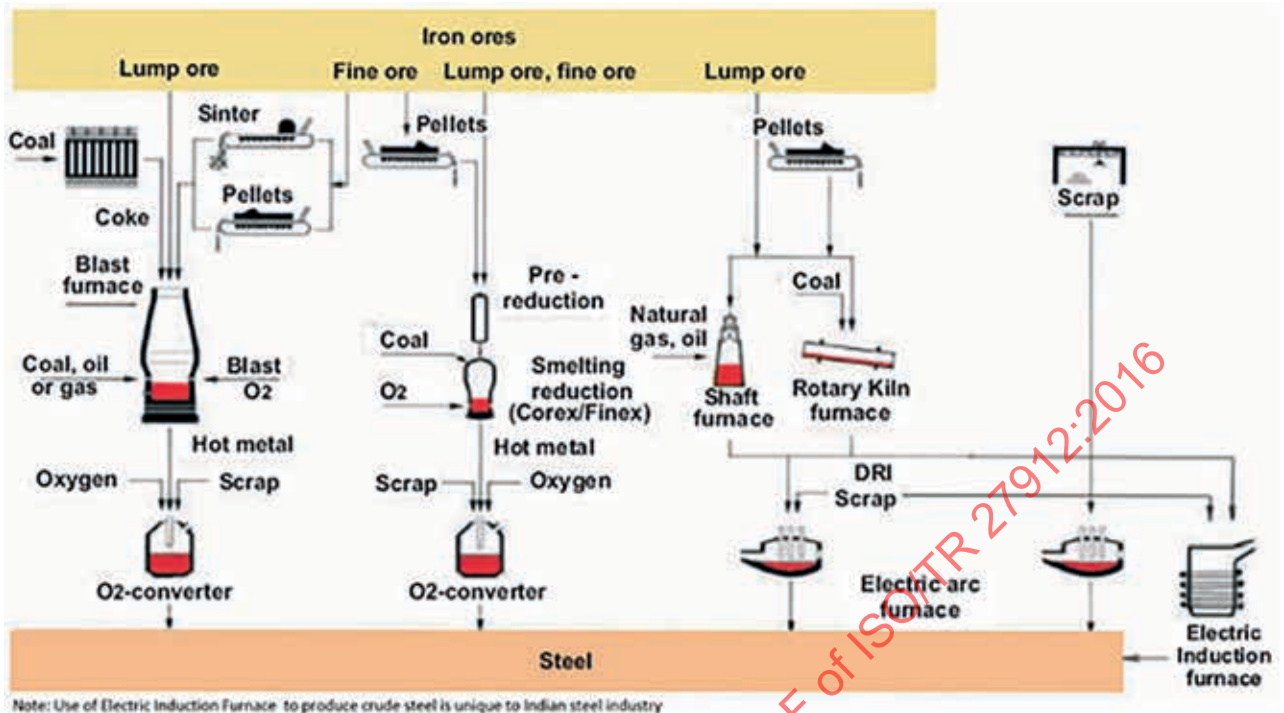 Iron ores
Lump ore
Fine ore
Lump ore, fine ore
Lump ore
Sinter
Coal
Pellets
Coke
Pellets
Pellets
Scrap
Blast
furnace
Pre -
reduction
Coal
Natural
gas, oil
Coal
Coal, oil
or gas
Blast
O2
O2
Smelting
reduction
(Corex/Finex)
Shaft
furnace
Rotary Kiln
furnace
Hot metal
Hot metal
Oxygen
Scrap
Scrap
Oxygen
DRI
Scrap
O2-converter
O2-converter
Electric arc
furnace
Electric
Induction
furnace
Steel
Note: Use of Electric Induction Furnace to produce crude steel is unique to Indian steel industry
F of ISO/TR 27912:2016